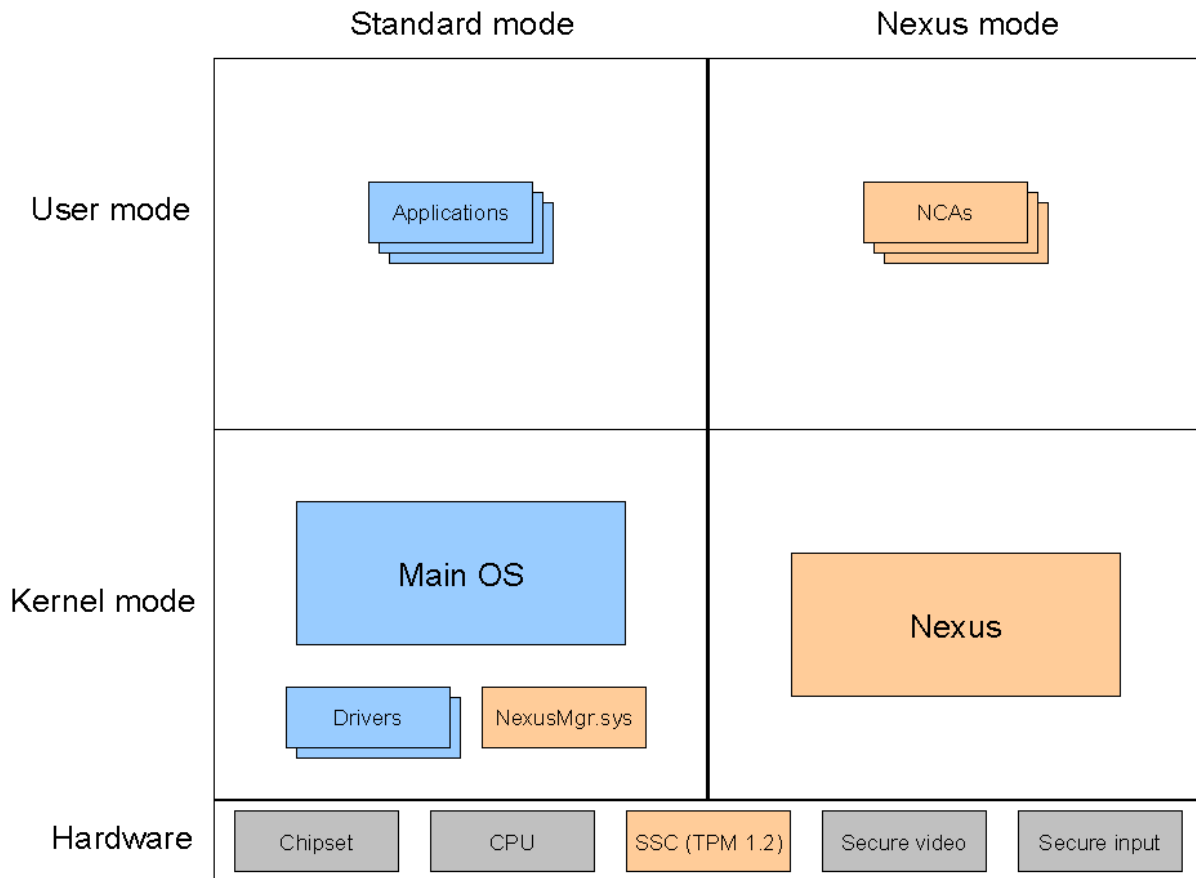 Standard mode
Nexus mode
User mode
Applications
NCAs
Kernel mode
Main OS
Nexus
Drivers
NexusMgr.sys
Hardware
Chipset
CPU
SSC (TPM 1.2)
Secure video
Secure input